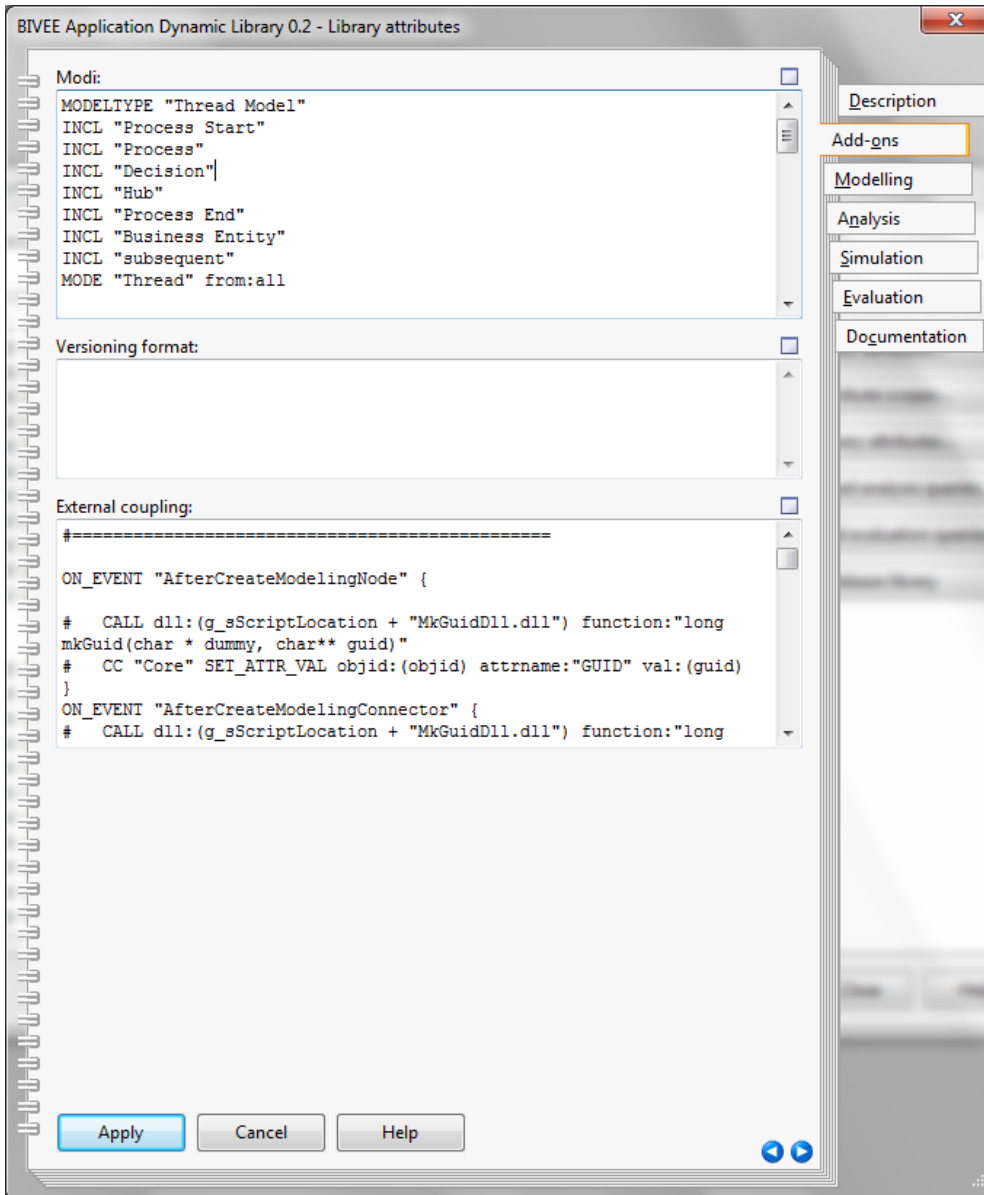 BIVEE Application Dynamic Library 0.2 - Library attributes
Modi:
MODELTYPE "Thread Model"
INCL "Process Start"
INCL "Process"
INCL "Decision"
INCL "Hub"
INCL "Process End"
INCL "Business Entity"
INCL "subsequent"
MODE "Thread" from:all
Versioning format:
External coupling:
#===============================================
ON_EVENT "AfterCreateModelingNode" {
#   CALL dll:(g_sScriptLocation + "MkGuidDll.dll") function:"long
mkGuid(char * dummy, char** guid)"
#   CC "Core" SET_ATTR_VAL objid:(objid) attrname:"GUID" val:(guid)
}
ON_EVENT "AfterCreateModelingConnector" {
#   CALL dll:(g_sScriptLocation + "MkGuidDll.dll") function:"long
Description
Add-ons
Modelling
Analysis
Simulation
Evaluation
Documentation
Apply
Cancel
Help